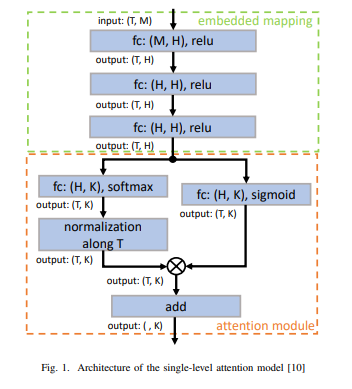 input: (T, M)
embedded mapping
fc: (M, H), relu
output: (T, H)
fc: (H, H), relu
output: (T, H)
fc: (H, H), relu
output: (T, H)
fc: (H, K), softmax
fc: (H, K), sigmoid
output: (T, K)
output: (T, K)
normalization
along T
output: (T, K)
output: (T, K)
add
output: ( , K)
attention module
Fig. 1. Architecture of the single-level attention model [10]